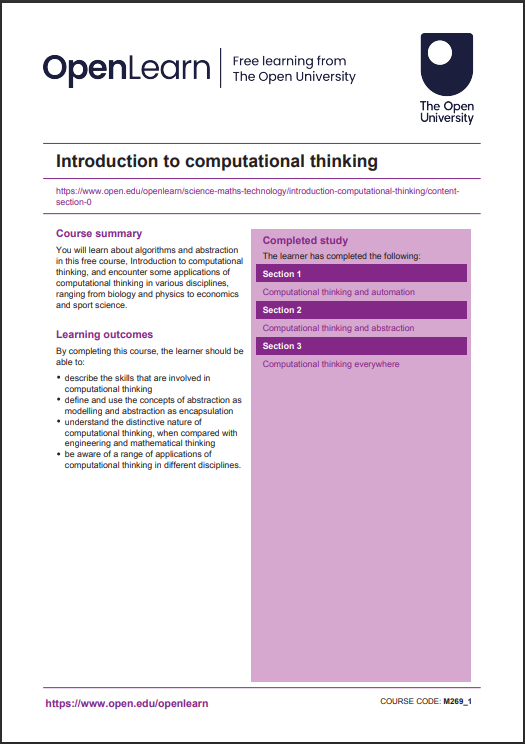 OpenLearn
Free learning from
The Open University
The Open
University
Introduction to computational thinking
https://www.open.edu/openlearn/science-maths-technology/introduction-computational-thinking/content-
section-0
Course summary
You will learn about algorithms and abstraction
in this free course, Introduction to computational
thinking, and encounter some applications of
computational thinking in various disciplines,
ranging from biology and physics to economics
and sport science.
Learning outcomes
By completing this course, the learner should be
able to:
• describe the skills that are involved in
computational thinking
• define and use the concepts of abstraction as
modelling and abstraction as encapsulation
• understand the distinctive nature of
computational thinking, when compared with
engineering and mathematical thinking
• be aware of a range of applications of
computational thinking in different disciplines.
Completed study
The learner has completed the following:
Section 1
Computational thinking and automation
Section 2
Computational thinking and abstraction
Section 3
Computational thinking everywhere
https://www.open.edu/openlearn
COURSE CODE: M269_1